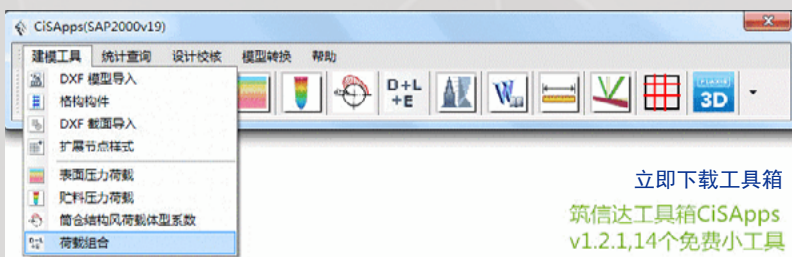 CiSApps(SAP2000v19)
建模工具 统计查询 设计校核 模型转换 帮助
DXF 模型导入
格构构件
DXF 截面导入
扩展节点样式
表面压力荷载
贮料压力荷载
筒仓结构风荷载体型系数
荷载组合
D+L
+E
W
3D
立即下载工具箱
筑信达工具箱CiSApps
v1.2.1,14个免费小工具